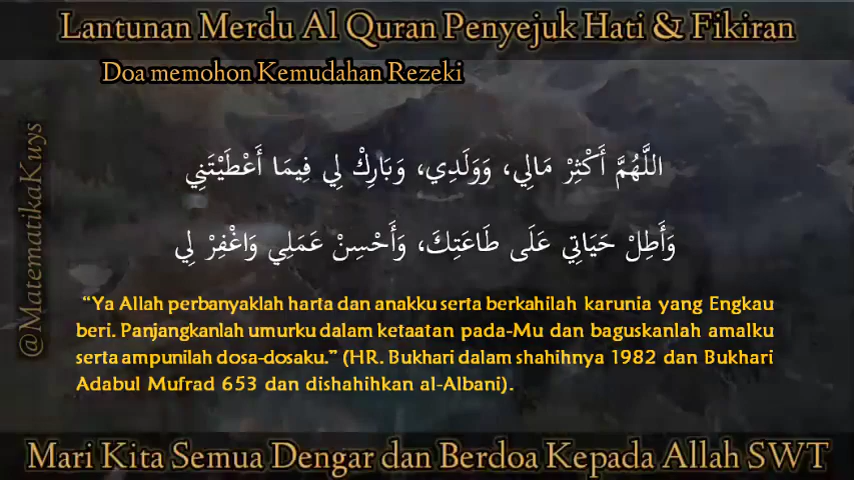 Lantunan Merdu Al Quran Penyejuk Hati & Fikiran
Doa memohon Kemudahan Rezeki
@MatematikaKuys
اللَّهُمَّ أَكْثِرْ مَالِي، وَوَلَدِي، وَبَارِكْ لِي فِيمَا أَعْطَيْتَنِي
وَأَطِلْ حَيَاتِي عَلَى طَاعَتِكَ، وَأَحْسِنْ عَمَلِي وَاغْفِرْ لِي
“Ya Allah perbanyaklah harta dan anakku serta berkahilah karunia yang Engkau
beri. Panjangkanlah umurku dalam ketaatan pada-Mu dan baguskanlah amalku
serta ampunilah dosa-dosaku.” (HR. Bukhari dalam shahihnya 1982 dan Bukhari
Adabul Mufrad 653 dan dishahihkan al-Albani).
Mari Kita Semua Dengar dan Berdoa Kepada Allah SWT